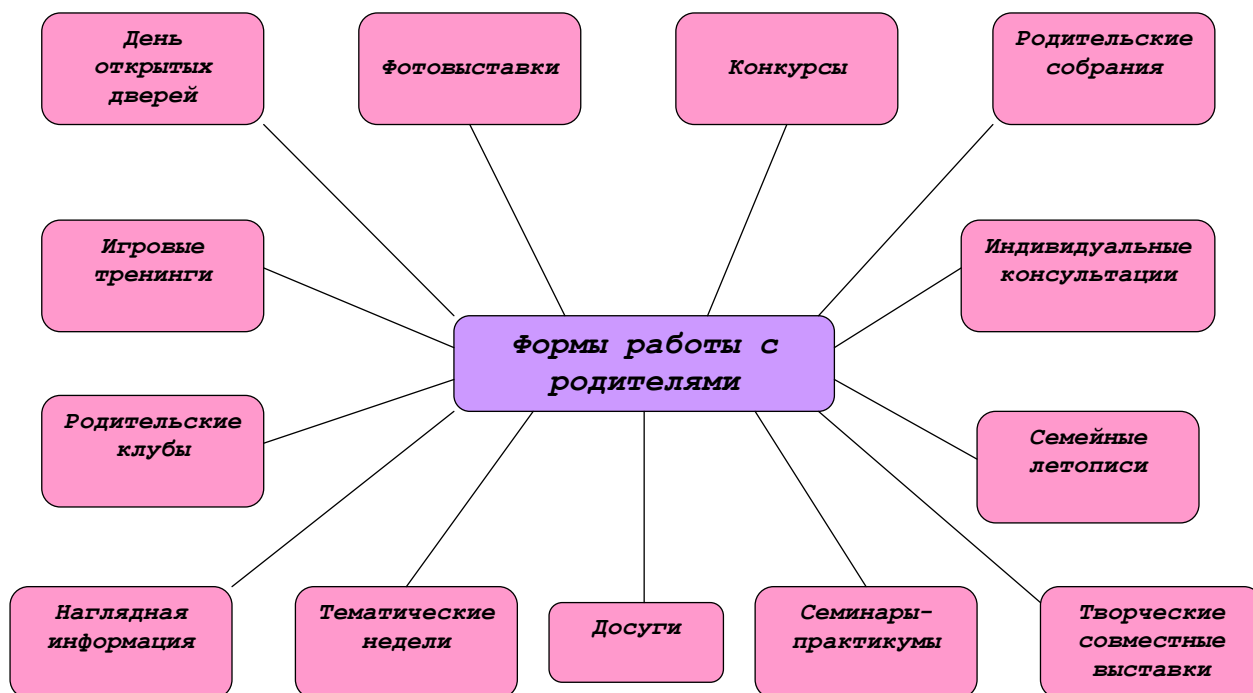 День
открытых
дверей
Фотовыставки
Конкурсы
Родительские
собрания
Игровые
тренинги
Индивидуальные
консультации
Формы работы с
родителями
Родительские
клубы
Семейные
летописи
Наглядная
информация
Тематические
недели
Досуги
Семинары-
практикумы
Творческие
совместные
выставки